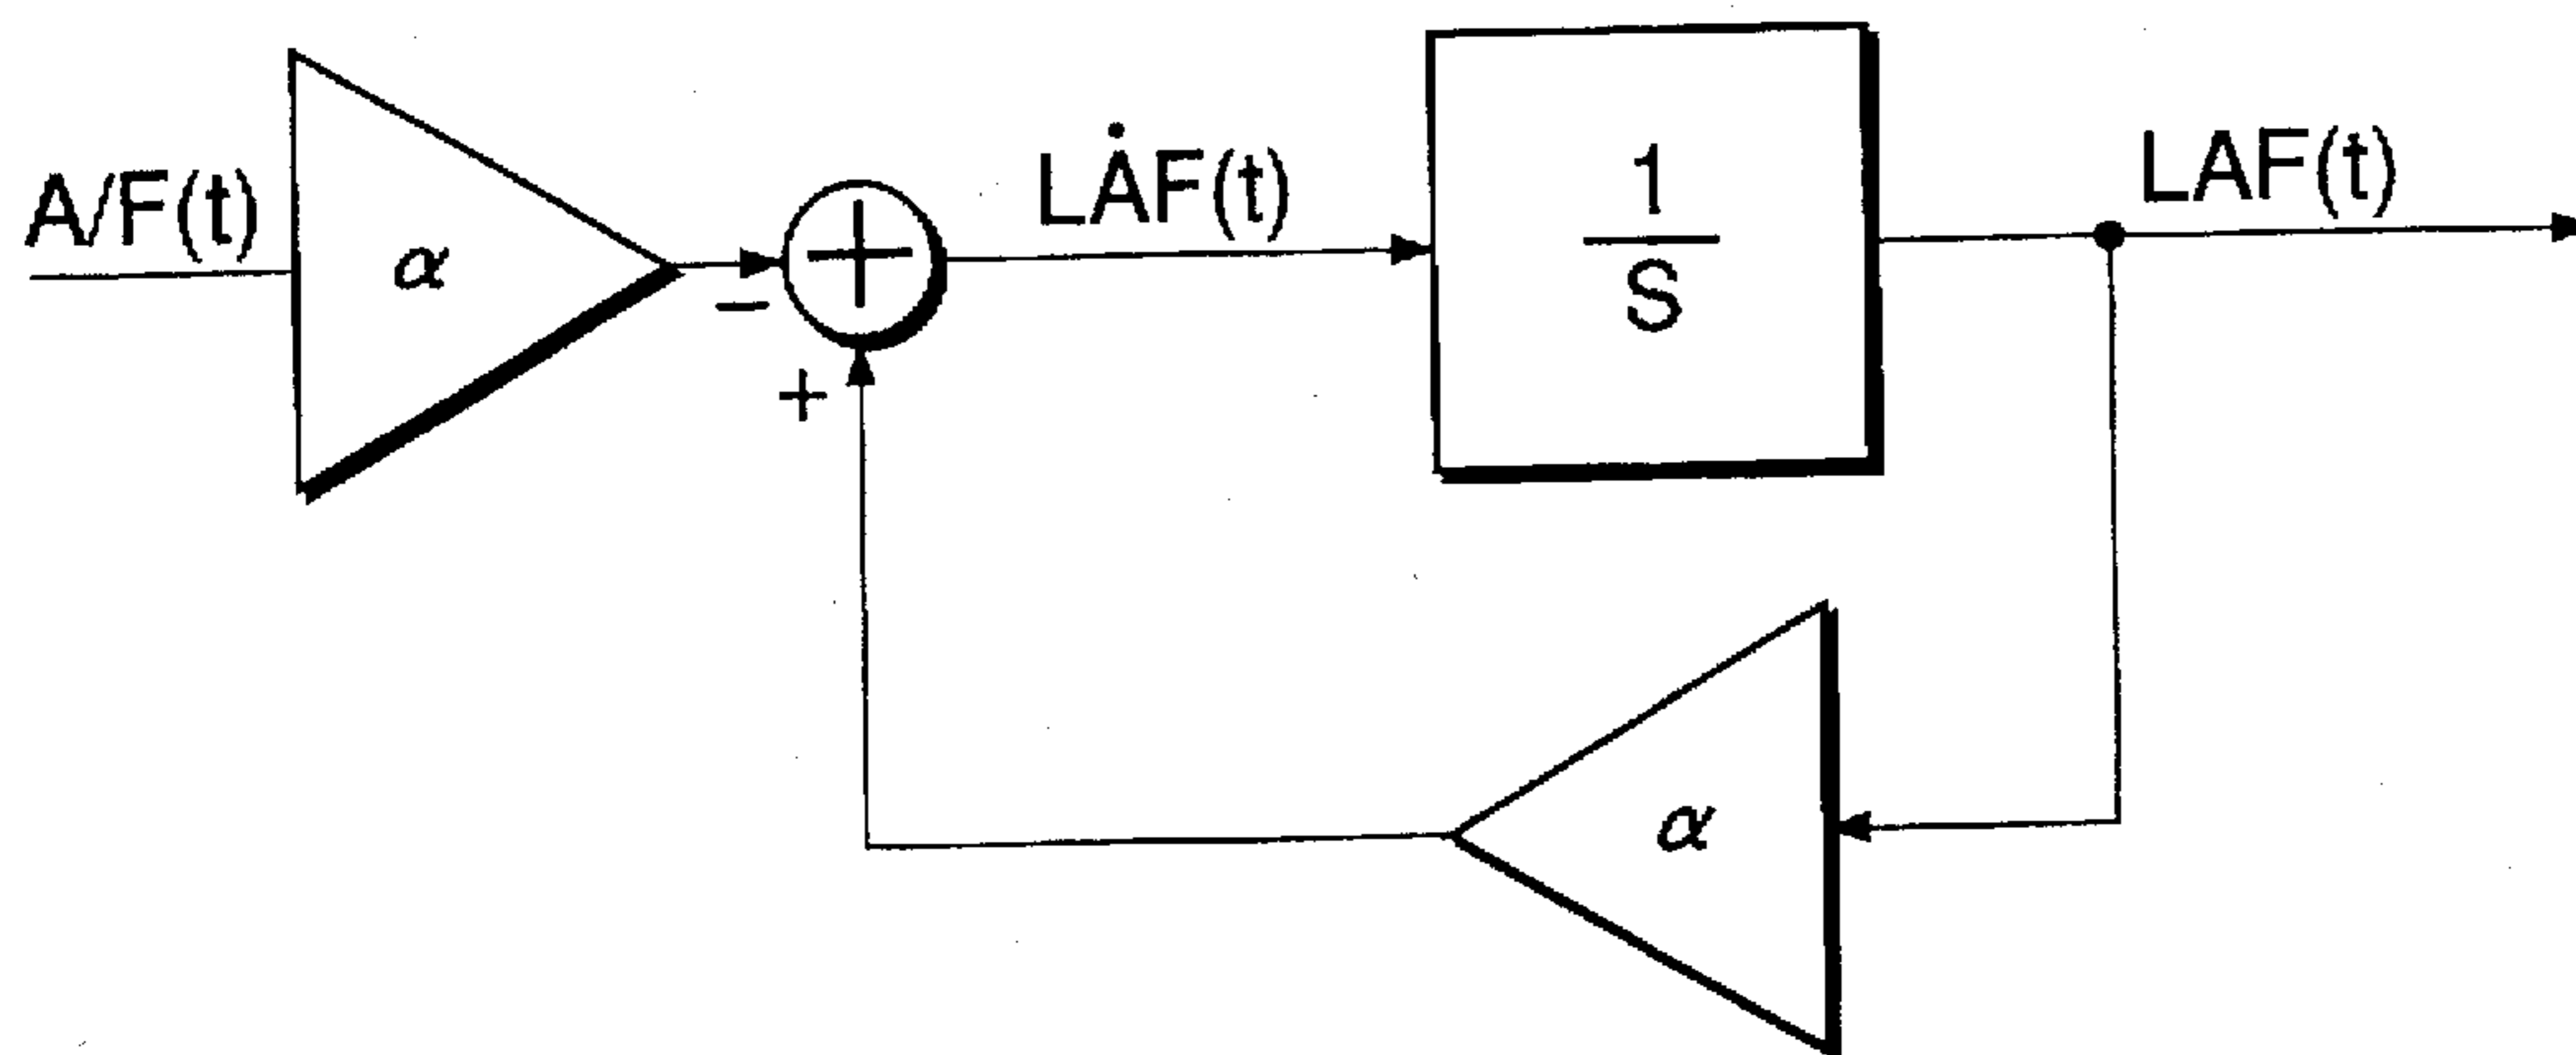 A/F(t)
α
−
+
+
LȦF(t)
1
S
LAF(t)
α